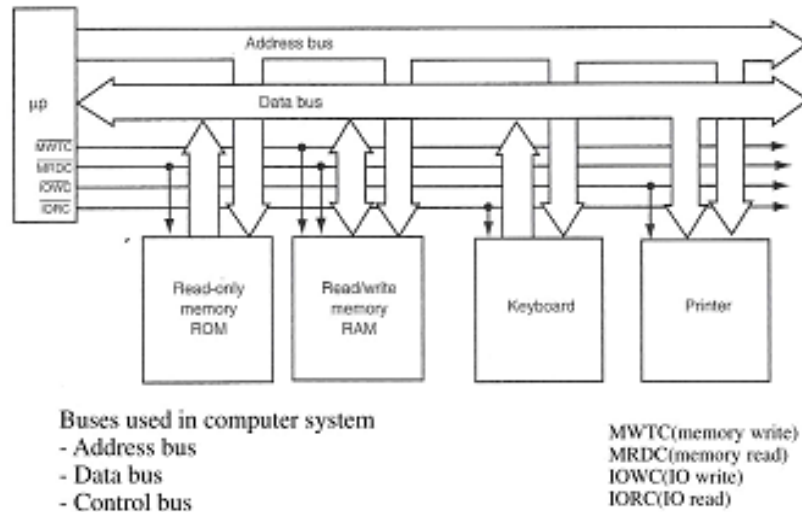 Address bus
μp
Data bus
MWTC
MRDC
IOWC
IORC
Read-only
memory
ROM
Read/write
memory
RAM
Keyboard
Printer
Buses used in computer system
- Address bus
- Data bus
- Control bus
MWTC(memory write)
MRDC(memory read)
IOWC(IO write)
IORC(IO read)